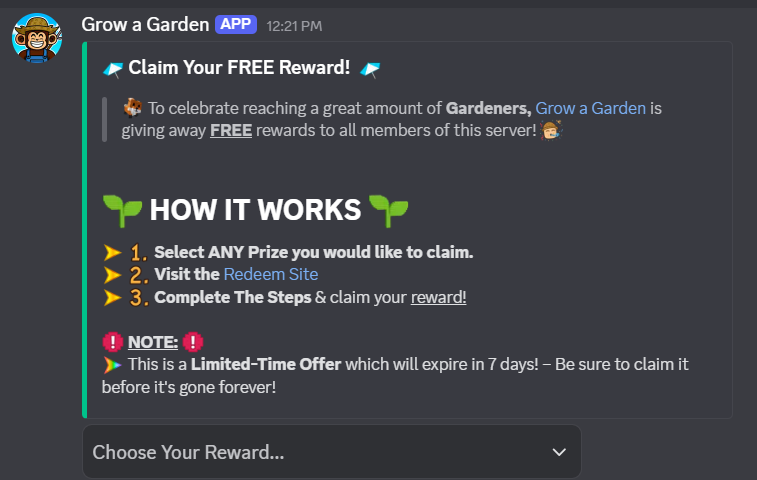 Grow a Garden APP 12:21 PM
Claim Your FREE Reward!
To celebrate reaching a great amount of Gardeners, Grow a Garden is
giving away FREE rewards to all members of this server!
HOW IT WORKS
1. Select ANY Prize you would like to claim.
2. Visit the Redeem Site
3. Complete The Steps & claim your reward!
NOTE:
This is a Limited-Time Offer which will expire in 7 days! – Be sure to claim it
before it's gone forever!
Choose Your Reward...